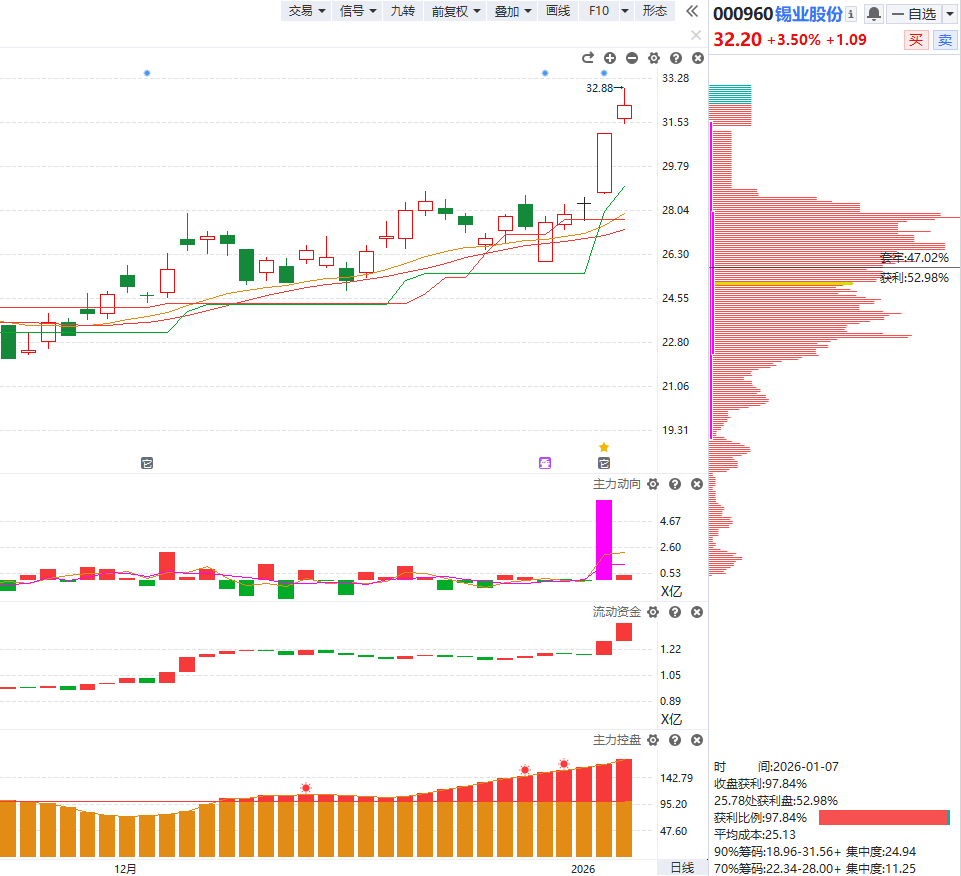 交易 信号 九转 前复权 叠加 画线 F10 形态
000960 锡业股份 自选
32.20 +3.50% +1.09 买 卖
33.28
32.88
31.53
29.79
28.04
26.30
24.55
22.80
21.06
19.31
套牢:47.02%
获利:52.98%
主力动向
4.67
2.60
0.53
X亿
流动资金
1.22
1.05
0.89
X亿
主力控盘
142.79
95.20
47.60
12月 2026 日线
时 间:2026-01-07
收盘获利:97.84%
25.78处获利盘:52.98%
获利比例:97.84%
平均成本:25.13
90%筹码:18.96-31.56+ 集中度:24.94
70%筹码:22.34-28.00+ 集中度:11.25